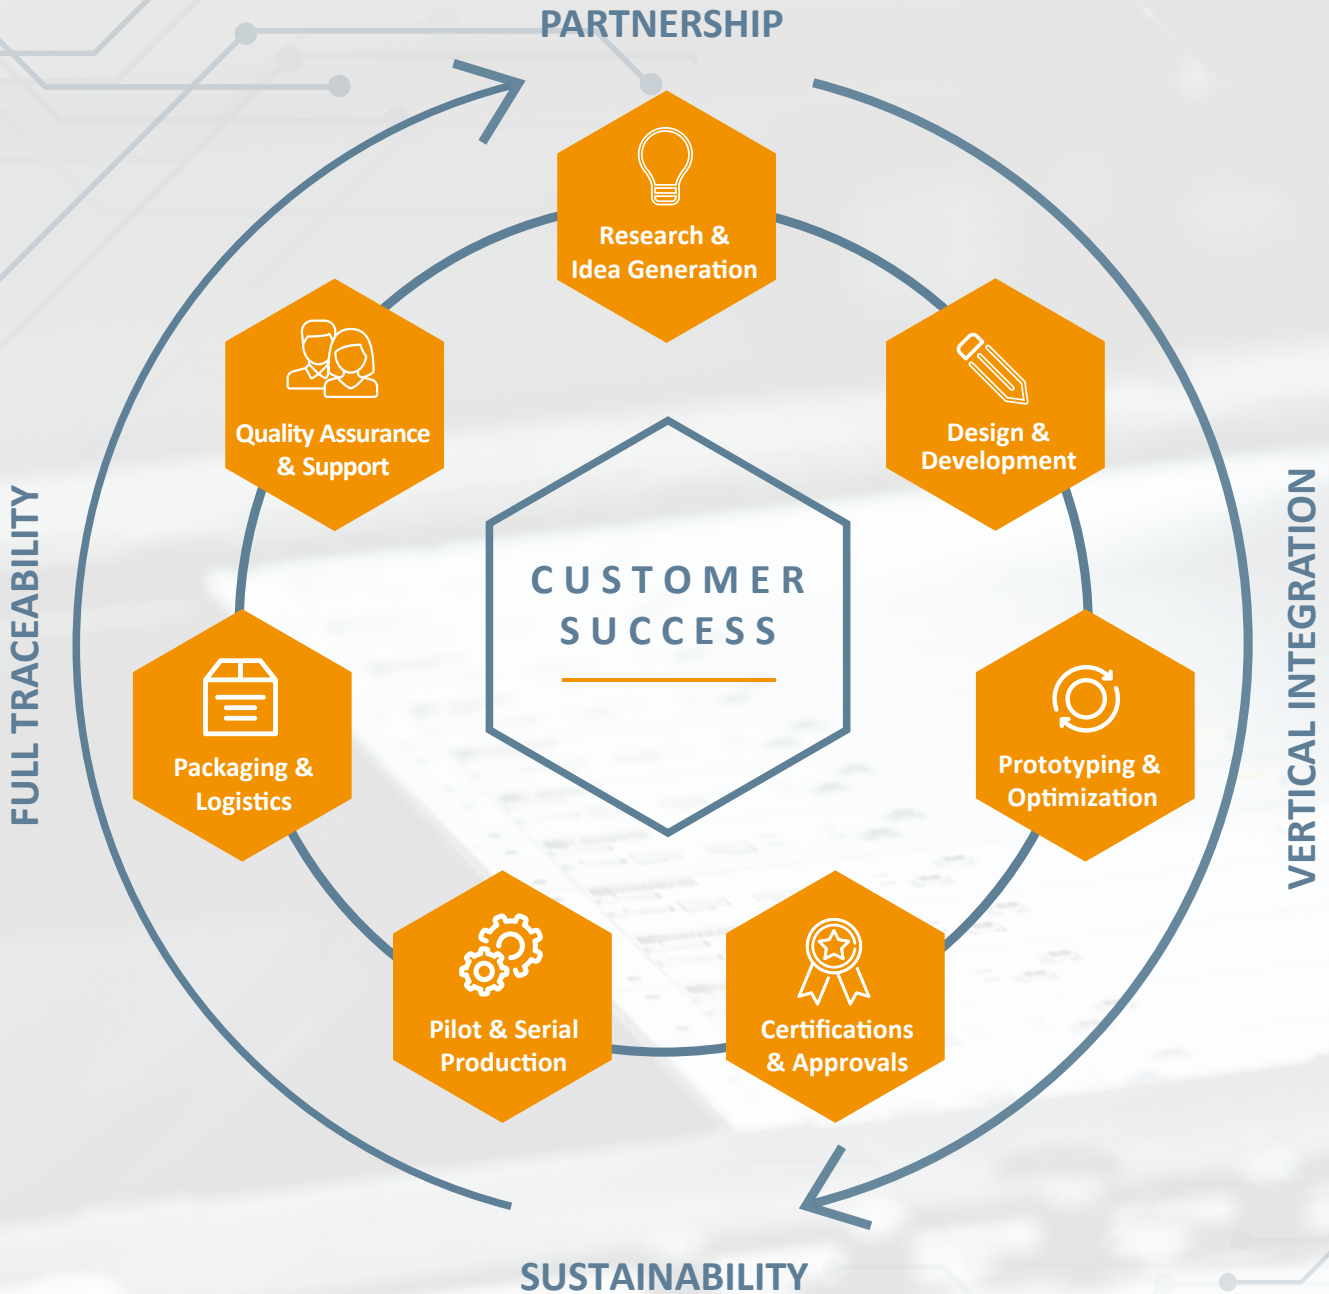 PARTNERSHIP
Research &
Idea Generation
Quality Assurance
& Support
Design &
Development
CUSTOMER
SUCCESS
FULL TRACEABILITY
VERTICAL INTEGRATION
Packaging &
Logistics
Prototyping &
Optimization
Pilot & Serial
Production
Certifications
& Approvals
SUSTAINABILITY